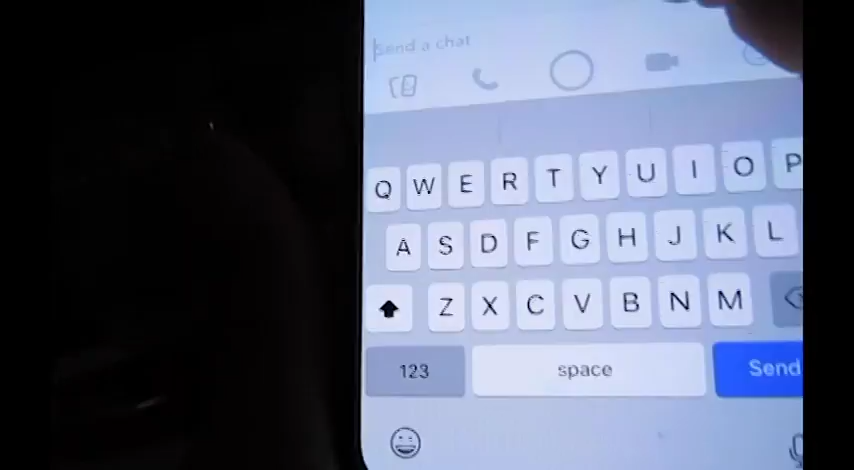 Send a chat
Q W E R T Y U I O P
A S D F G H J K L
Z X C V B N M
123 space Send